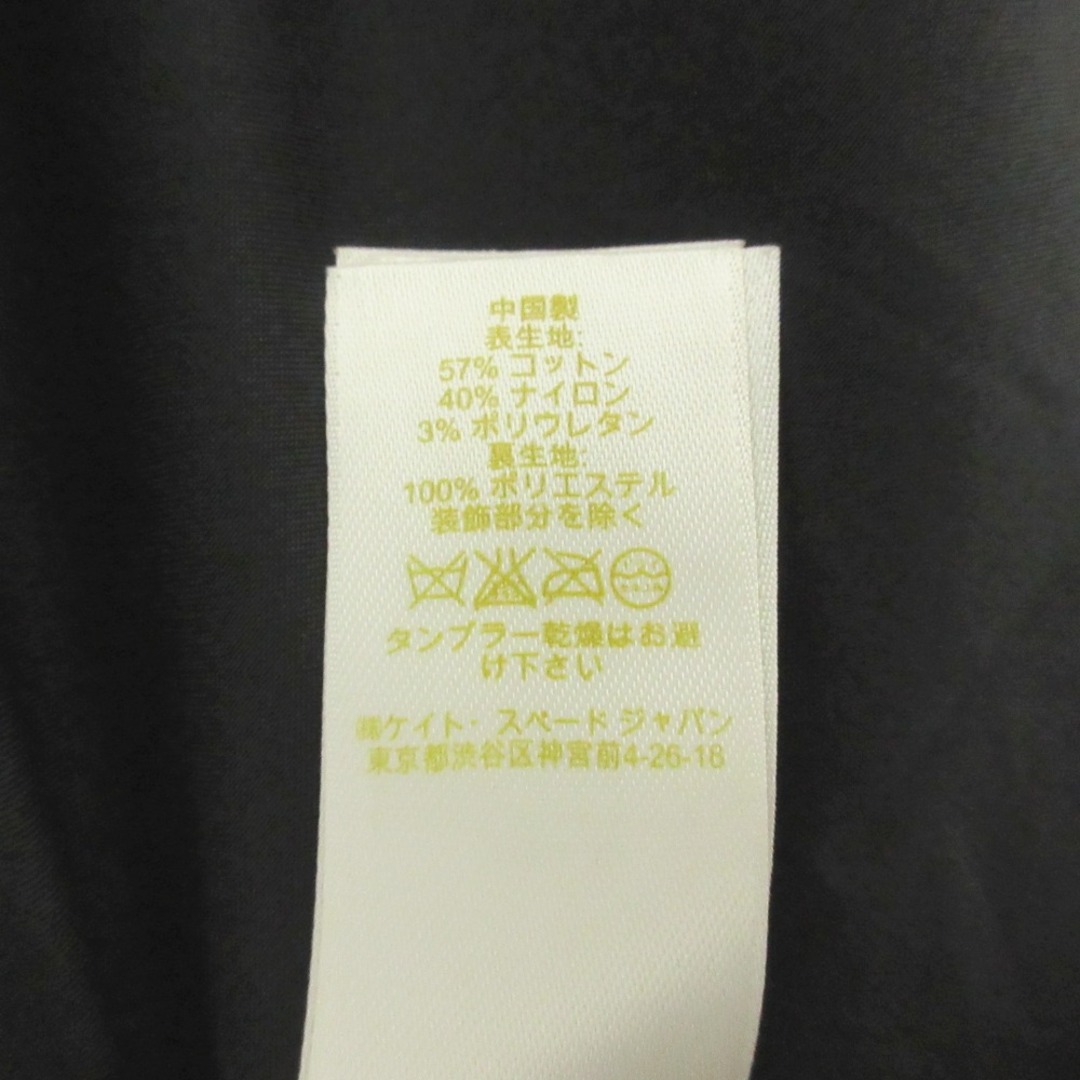 中国製
表生地:
57% コットン
40% ナイロン
3% ポリウレタン
裏生地:
100% ポリエステル
装飾部分を除く
タンブラー乾燥はお避
け下さい
㈱ケイト・スペード ジャパン
東京都渋谷区神宮前4-26-18